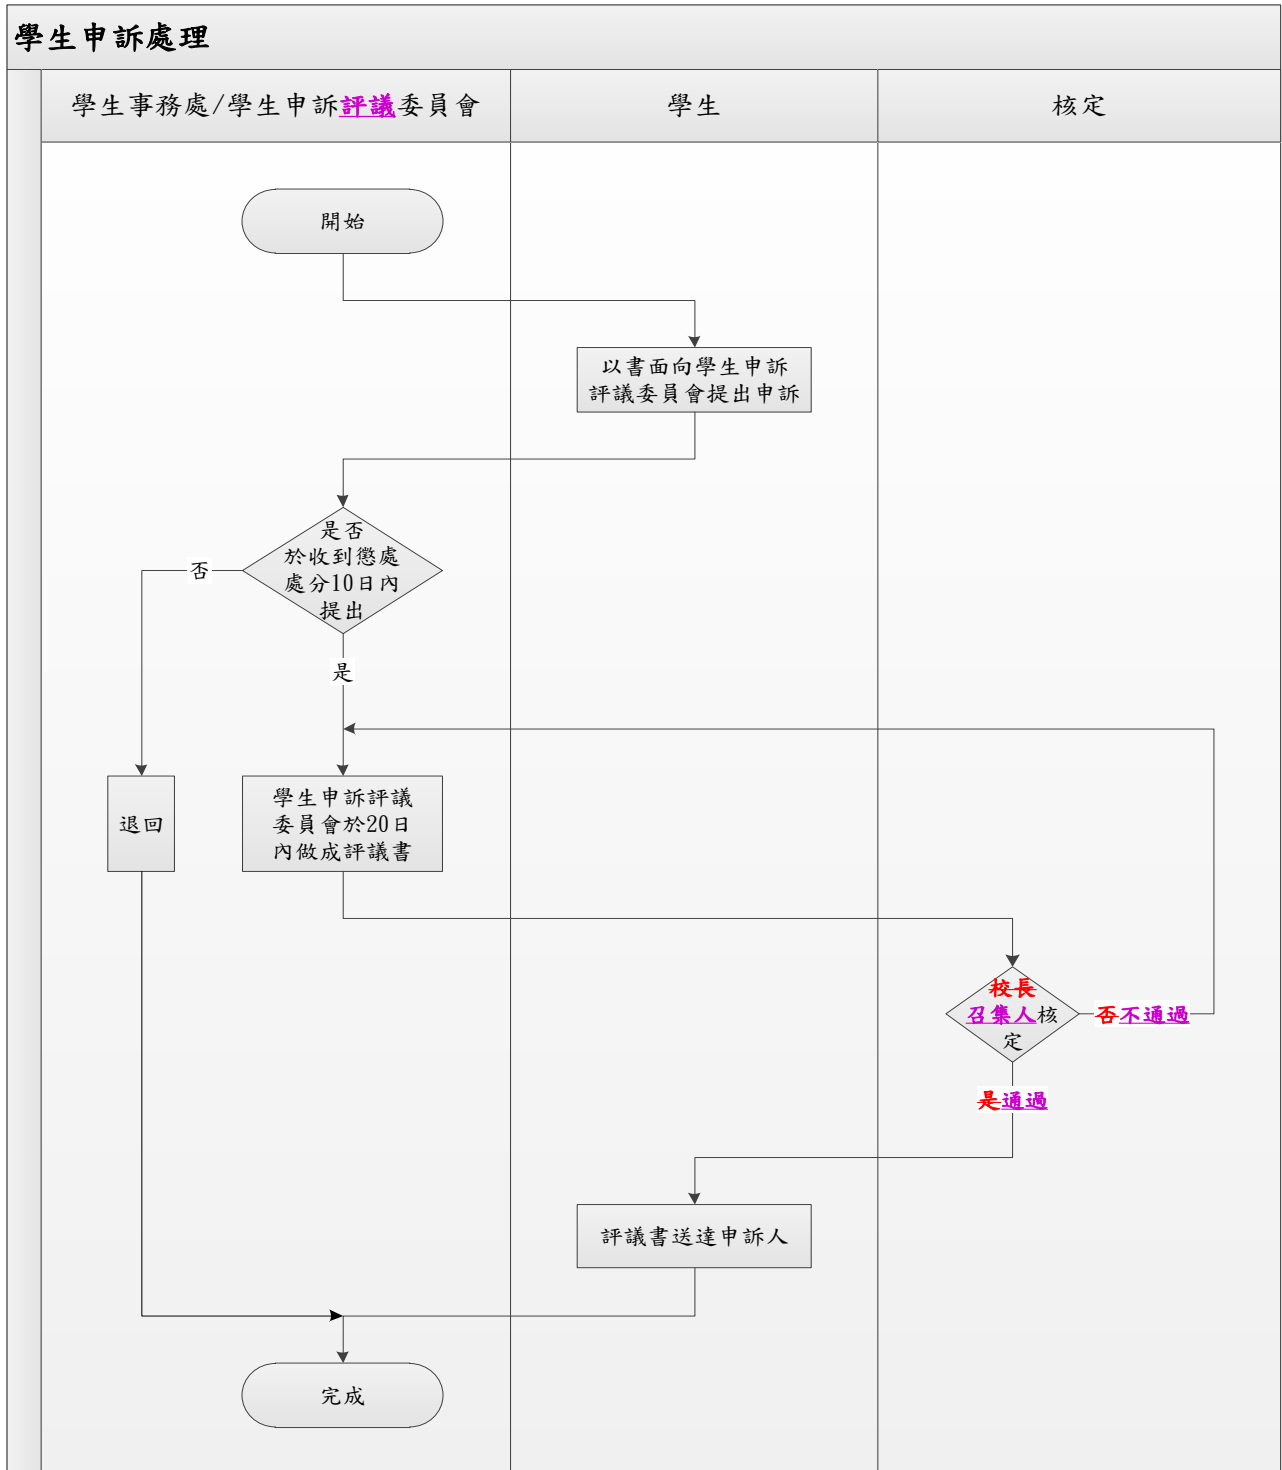 學生申訴處理
學生事務處/學生申訴評議委員會
學生
核定
開始
以書面向學生申訴
評議委員會提出申訴
是否
於收到懲處
處分10日內
提出
否
是
退回
學生申訴評議
委員會於20日
內做成評議書
校長
召集人核
定
否不通過
是通過
評議書送達申訴人
完成